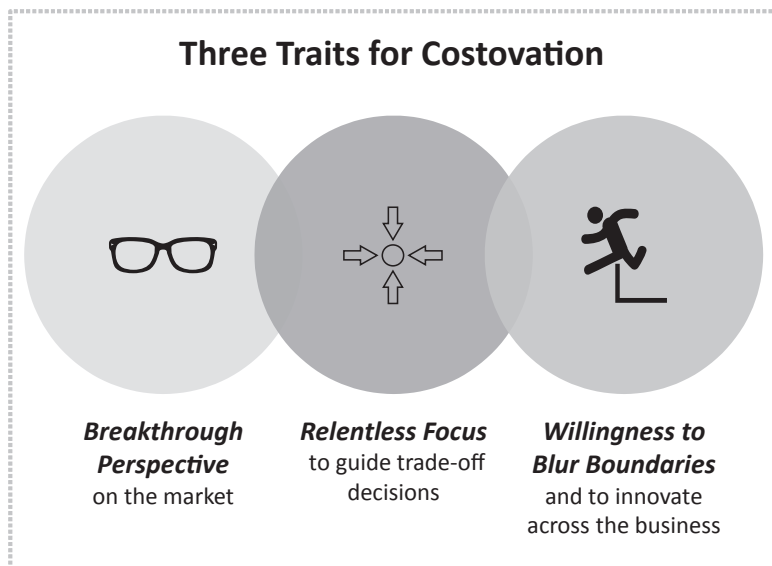 Three Traits for Costovation
Breakthrough
Perspective
on the market
Relentless Focus
to guide trade-off
decisions
Willingness to
Blur Boundaries
and to innovate
across the business